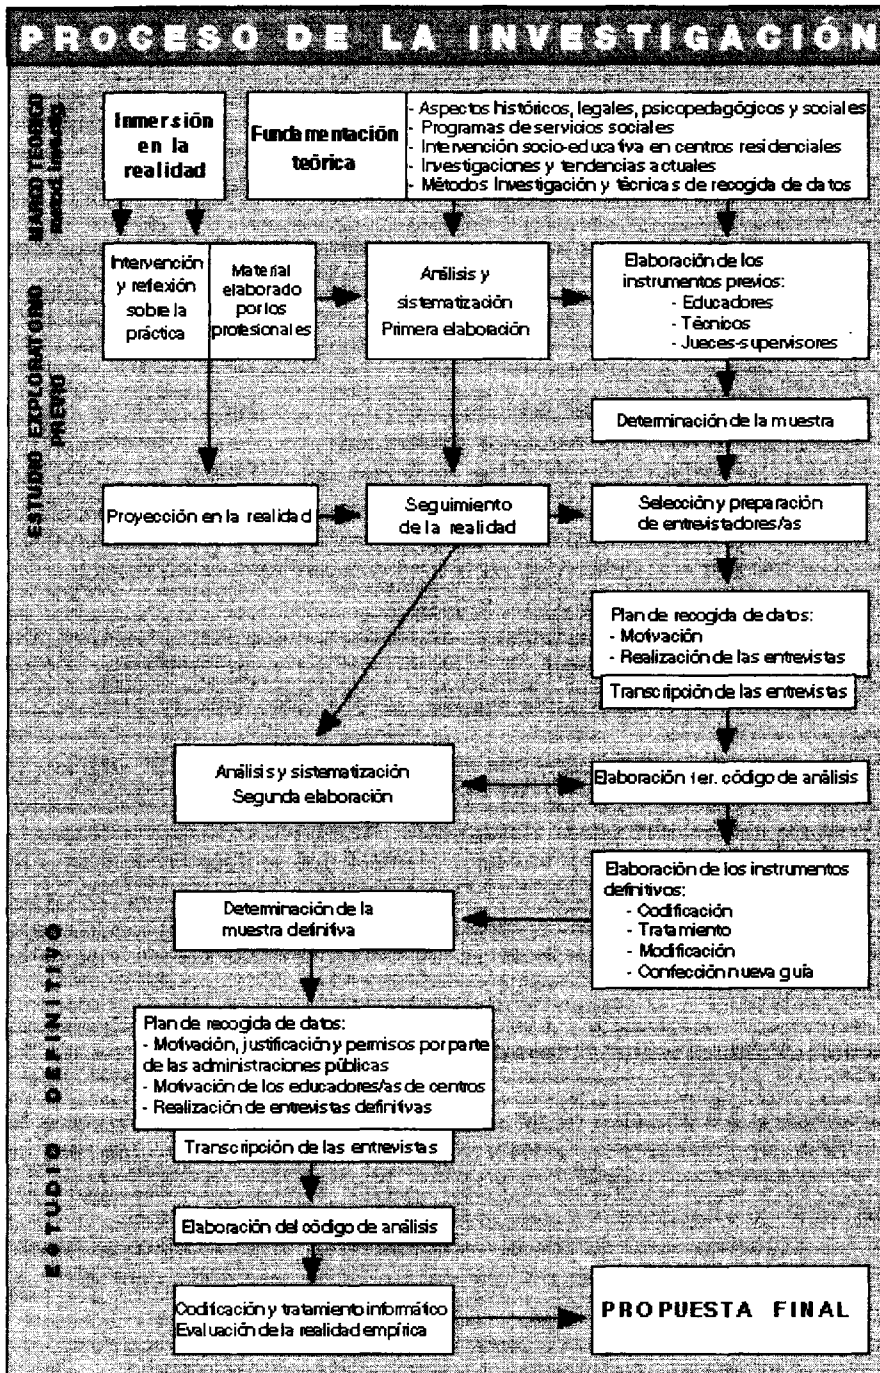 PROCESO DE LA INVESTIGACIÓN
MARCO TEORICO
Inmersión
en la
realidad
Fundamentación
teórica
- Aspectos históricos, legales, psicopedagógicos y sociales
- Programas de servicios sociales
- Intervención socio-educativa en centros residenciales
- Investigaciones y tendencias actuales
- Métodos Investigación y técnicas de recogida de datos
ESTUDIO EXPLORATORIO
PREVIO
Intervención
y reflexión
sobre la
práctica
Material
elaborado
por los
profesionales
Análisis y
sistematización
Primera elaboración
Elaboración de los
instrumentos previos:
- Educadores
- Técnicos
- Jueces-supervisores
Determinación de la muestra
Proyección en la realidad
Seguimiento
de la realidad
Selección y preparación
de entrevistadores/as
Plan de recogida de datos:
- Motivación
- Realización de las entrevistas
Transcripción de las entrevistas
Análisis y sistematización
Segunda elaboración
Elaboración 1er. código de análisis
ESTUDIO DEFINITIVO
Elaboración de los instrumentos
definitivos:
- Codificación
- Tratamiento
- Modificación
- Confección nueva guía
Determinación de la
muestra definitiva
Plan de recogida de datos:
- Motivación, justificación y permisos por parte
de las administraciones públicas
- Motivación de los educadores/as de centros
- Realización de entrevistas definitivas
Transcripción de las entrevistas
Elaboración del código de análisis
Codificación y tratamiento informático
Evaluación de la realidad empírica
PROPUESTA FINAL